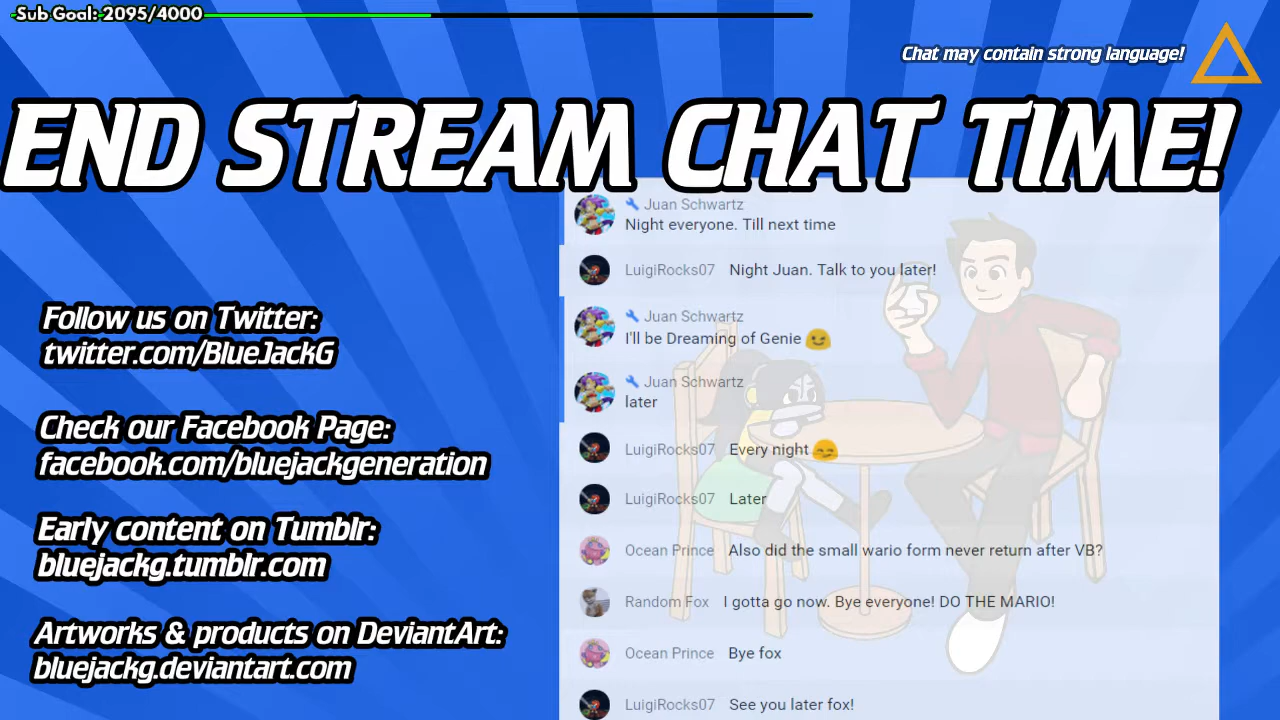 Sub Goal: 2095/4000
Chat may contain strong language!
END STREAM CHAT TIME!
Follow us on Twitter:
twitter.com/BlueJackG
Check our Facebook Page:
facebook.com/bluejackgeneration
Early content on Tumblr:
bluejackg.tumblr.com
Artworks & products on DeviantArt:
bluejackg.deviantart.com
Juan Schwartz
Night everyone. Till next time
LuigiRocks07 Night Juan. Talk to you later!
Juan Schwartz
I'll be Dreaming of Genie 😉
Juan Schwartz
later
LuigiRocks07 Every night 😏
LuigiRocks07 Later
Ocean Prince Also did the small wario form never return after VB?
Random Fox I gotta go now. Bye everyone! DO THE MARIO!
Ocean Prince Bye fox
LuigiRocks07 See you later fox!